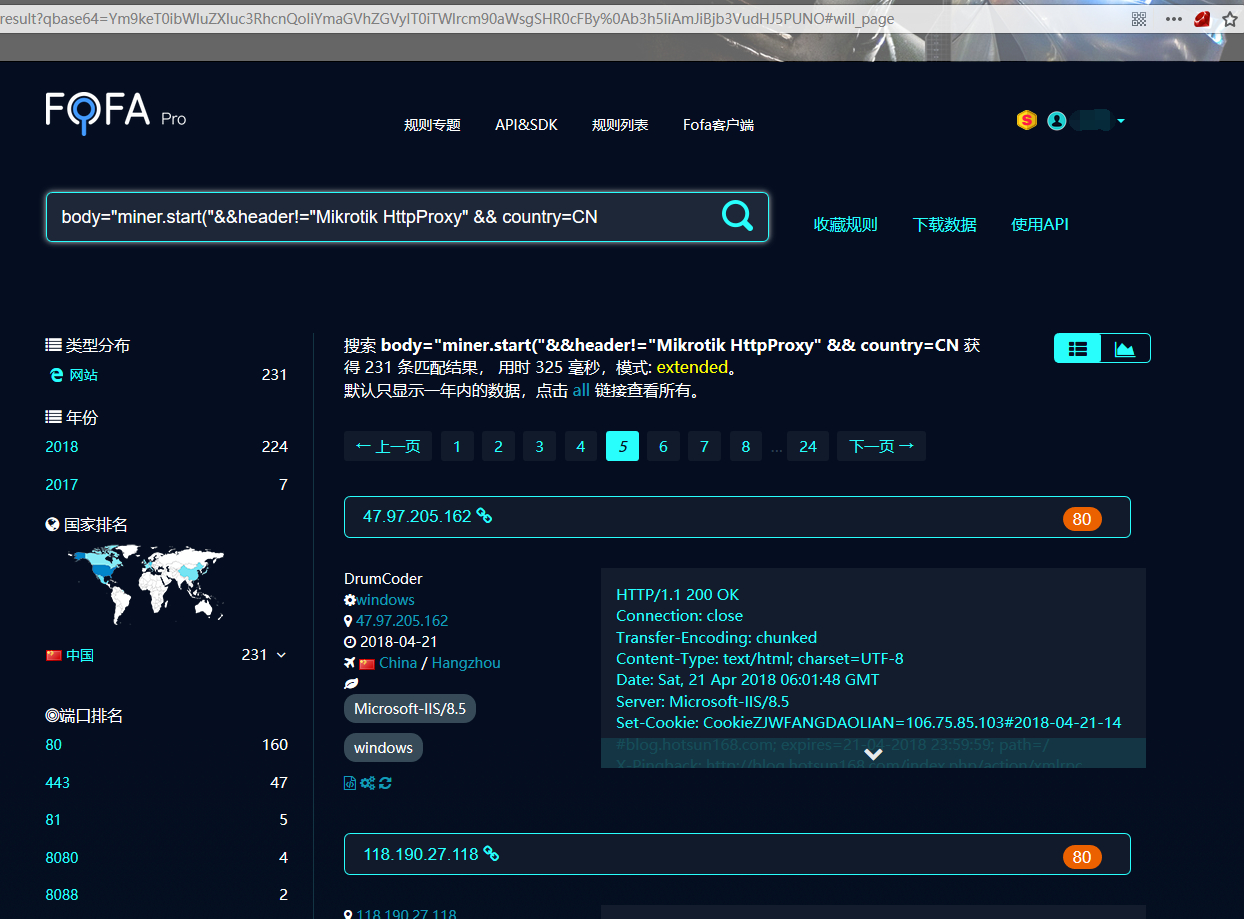 result?qbase64=Ym9keT0ibWluZXIuc3RhcnQoIiYmaGVhZGVyIT0iTWlrcm90aWsgSHR0cFBy%0Ab3h5IiAmJiBjb3VudHJ5PUNO#will_page
FOFA Pro
规则专题 API&SDK 规则列表 Fofa客户端
body="miner.start("&&header!="Mikrotik HttpProxy" && country=CN
收藏规则 下载数据 使用API
类型分布
网站 231
年份
2018 224
2017 7
国家排名
中国 231
端口排名
80 160
443 47
81 5
8080 4
8088 2
搜索 body="miner.start("&&header!="Mikrotik HttpProxy" && country=CN 获
得 231 条匹配结果， 用时 325 毫秒，模式: extended。
默认只显示一年内的数据，点击 all 链接查看所有。
← 上一页 1 2 3 4 5 6 7 8 ... 24 下一页 →
47.97.205.162 80
DrumCoder
windows
47.97.205.162
2018-04-21
China / Hangzhou
Microsoft-IIS/8.5
windows
HTTP/1.1 200 OK
Connection: close
Transfer-Encoding: chunked
Content-Type: text/html; charset=UTF-8
Date: Sat, 21 Apr 2018 06:01:48 GMT
Server: Microsoft-IIS/8.5
Set-Cookie: CookieZJWFANGDAOLIAN=106.75.85.103#2018-04-21-14
#blog.hotsun168.com; expires=21-04-2018 23:59:59; path=/
X-Pingback: http://blog.hotsun168.com/index.php/action/xmlrpc
118.190.27.118 80
118.190.27.118